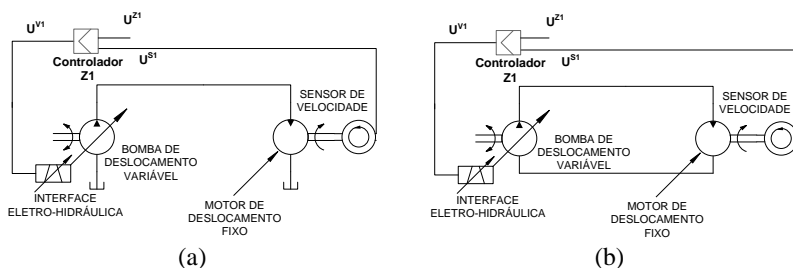 U^V1
U^Z1
Controlador
Z1
U^S1
SENSOR DE
VELOCIDADE
BOMBA DE
DESLOCAMENTO
VARIÁVEL
INTERFACE
ELETRO-HIDRÁULICA
MOTOR DE
DESLOCAMENTO
FIXO
(a)
U^V1
U^Z1
Controlador
Z1
U^S1
SENSOR DE
VELOCIDADE
BOMBA DE
DESLOCAMENTO
VARIÁVEL
INTERFACE
ELETRO-HIDRÁULICA
MOTOR DE
DESLOCAMENTO
FIXO
(b)